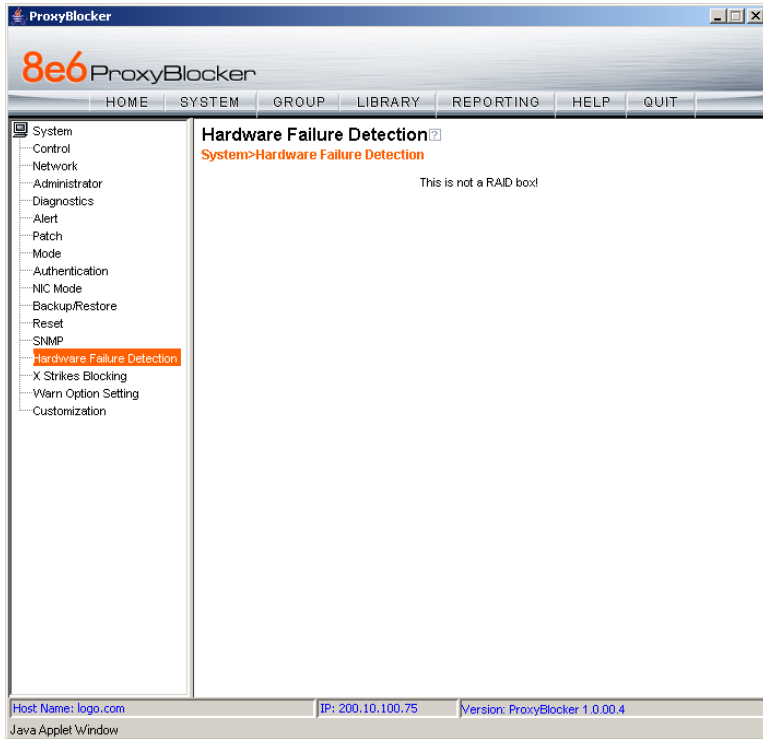 ProxyBlocker
8e6 ProxyBlocker
HOME SYSTEM GROUP LIBRARY REPORTING HELP QUIT
System
Control
Network
Administrator
Diagnostics
Alert
Patch
Mode
Authentication
NIC Mode
Backup/Restore
Reset
SNMP
Hardware Failure Detection
X Strikes Blocking
Warn Option Setting
Customization
Hardware Failure Detection ?
System>Hardware Failure Detection
This is not a RAID box!
Host Name: logo.com IP: 200.10.100.75 Version: ProxyBlocker 1.0.00.4
Java Applet Window